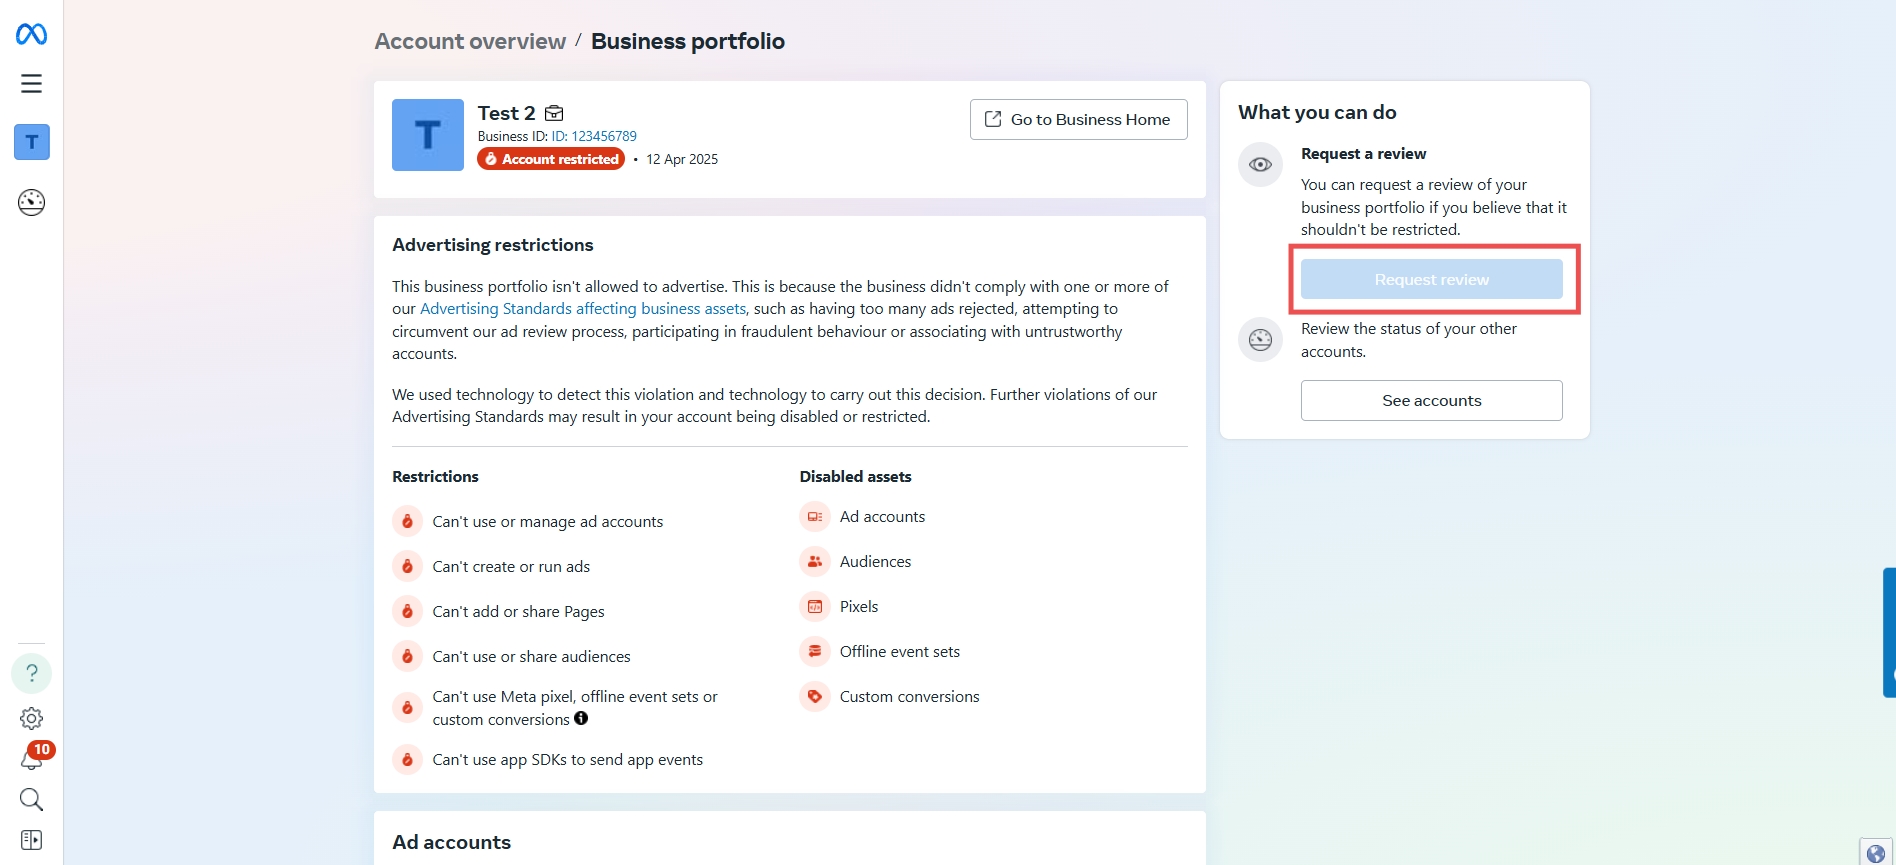 Account overview / Business portfolio
T
T
Test 2
Business ID: ID: 123456789
Account restricted • 12 Apr 2025
Go to Business Home
Advertising restrictions
This business portfolio isn't allowed to advertise. This is because the business didn't comply with one or more of
our Advertising Standards affecting business assets, such as having too many ads rejected, attempting to
circumvent our ad review process, participating in fraudulent behaviour or associating with untrustworthy
accounts.
We used technology to detect this violation and technology to carry out this decision. Further violations of our
Advertising Standards may result in your account being disabled or restricted.
Restrictions
Can't use or manage ad accounts
Can't create or run ads
Can't add or share Pages
Can't use or share audiences
Can't use Meta pixel, offline event sets or
custom conversions
Can't use app SDKs to send app events
Disabled assets
Ad accounts
Audiences
Pixels
Offline event sets
Custom conversions
Ad accounts
What you can do
Request a review
You can request a review of your
business portfolio if you believe that it
shouldn't be restricted.
Request review
Review the status of your other
accounts.
See accounts
?
10